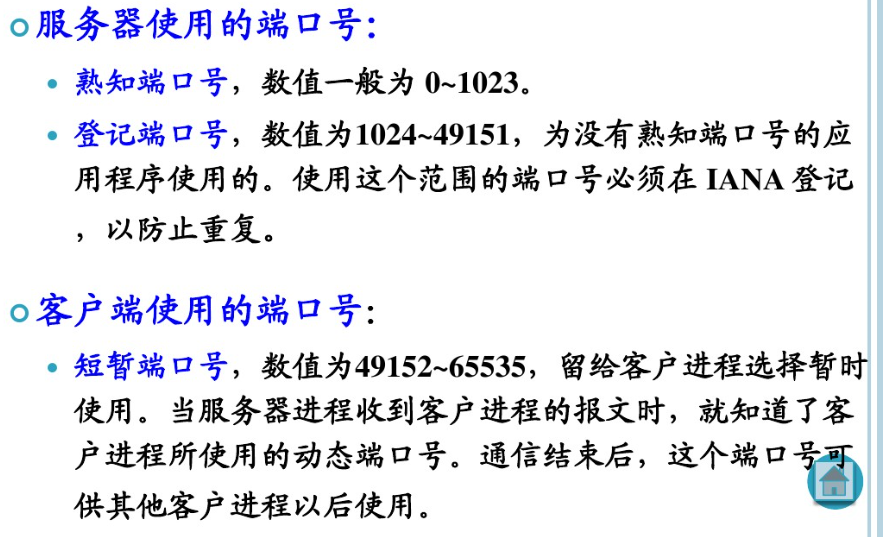 服务器使用的端口号：
熟知端口号，数值一般为 0~1023。
登记端口号，数值为1024~49151，为没有熟知端口号的应
用程序使用的。使用这个范围的端口号必须在 IANA 登记
，以防止重复。
客户端使用的端口号：
短暂端口号，数值为49152~65535，留给客户进程选择暂时
使用。当服务器进程收到客户进程的报文时，就知道了客
户进程所使用的动态端口号。通信结束后，这个端口号可
供其他客户进程以后使用。